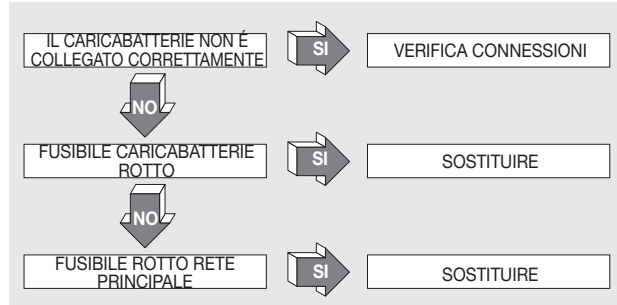 IL CARICABATTERIE NON É
COLLEGATO CORRETTAMENTE
SI
VERIFICA CONNESSIONI
NO
FUSIBILE CARICABATTERIE
ROTTO
SI
SOSTITUIRE
NO
FUSIBILE ROTTO RETE
PRINCIPALE
SI
SOSTITUIRE